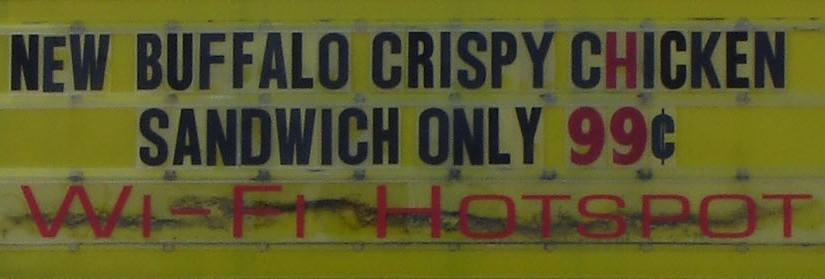 NEW BUFFALO CRISPY CHICKEN
SANDWICH ONLY 99¢
WI-FI HOTSPOT